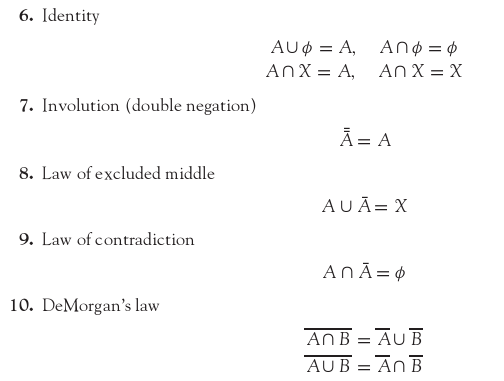 6. Identity
A ∪ ϕ = A, A ∩ ϕ = ϕ
A ∩ X = A, A ∩ X = X
7. Involution (double negation)
A̿ = A
8. Law of excluded middle
A ∪ Ā = X
9. Law of contradiction
A ∩ Ā = ϕ
10. DeMorgan's law
A̅ ̅∩̅ ̅B̅ = A̅ ∪ B̅
A̅ ̅∪̅ ̅B̅ = A̅ ∩ B̅